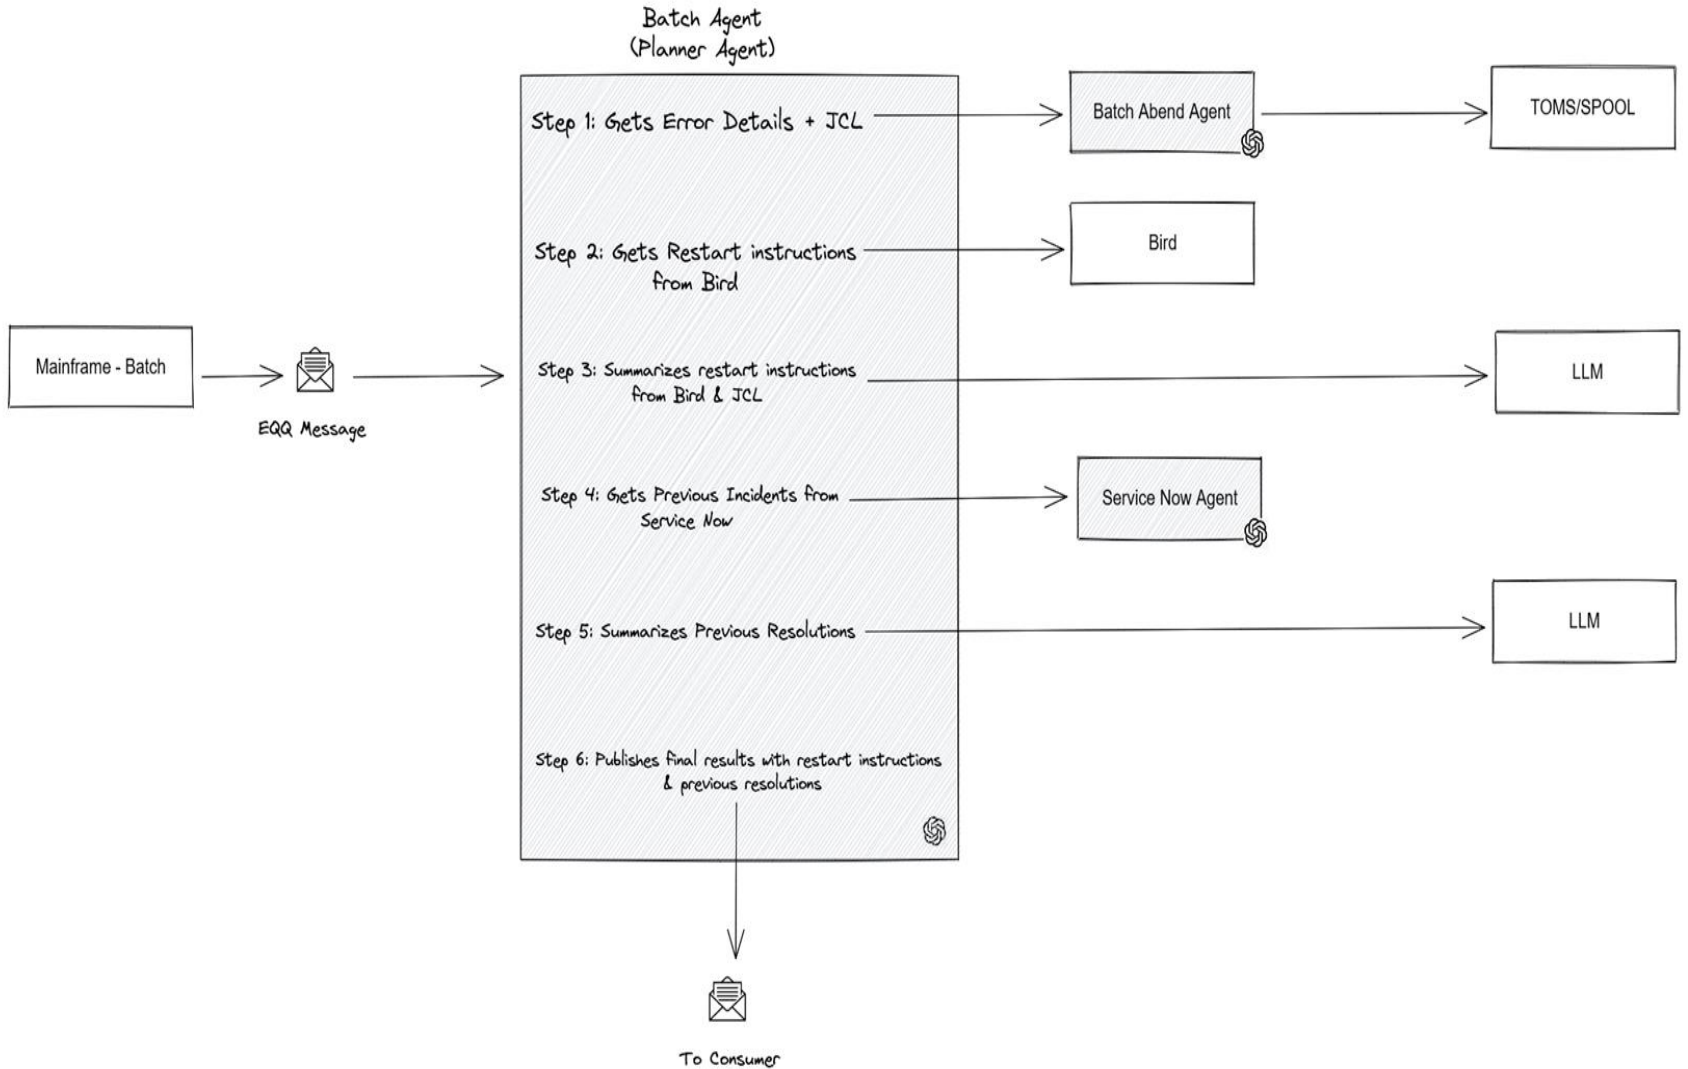 Batch Agent
(Planner Agent)
Step 1: Gets Error Details + JCL
Batch Abend Agent
TOMS/SPOOL
Step 2: Gets Restart instructions
from Bird
Bird
Mainframe - Batch
EQQ Message
Step 3: Summarizes restart instructions
from Bird & JCL
LLM
Step 4: Gets Previous Incidents from
Service Now
Service Now Agent
Step 5: Summarizes Previous Resolutions
LLM
Step 6: Publishes final results with restart instructions
& previous resolutions
To Consumer